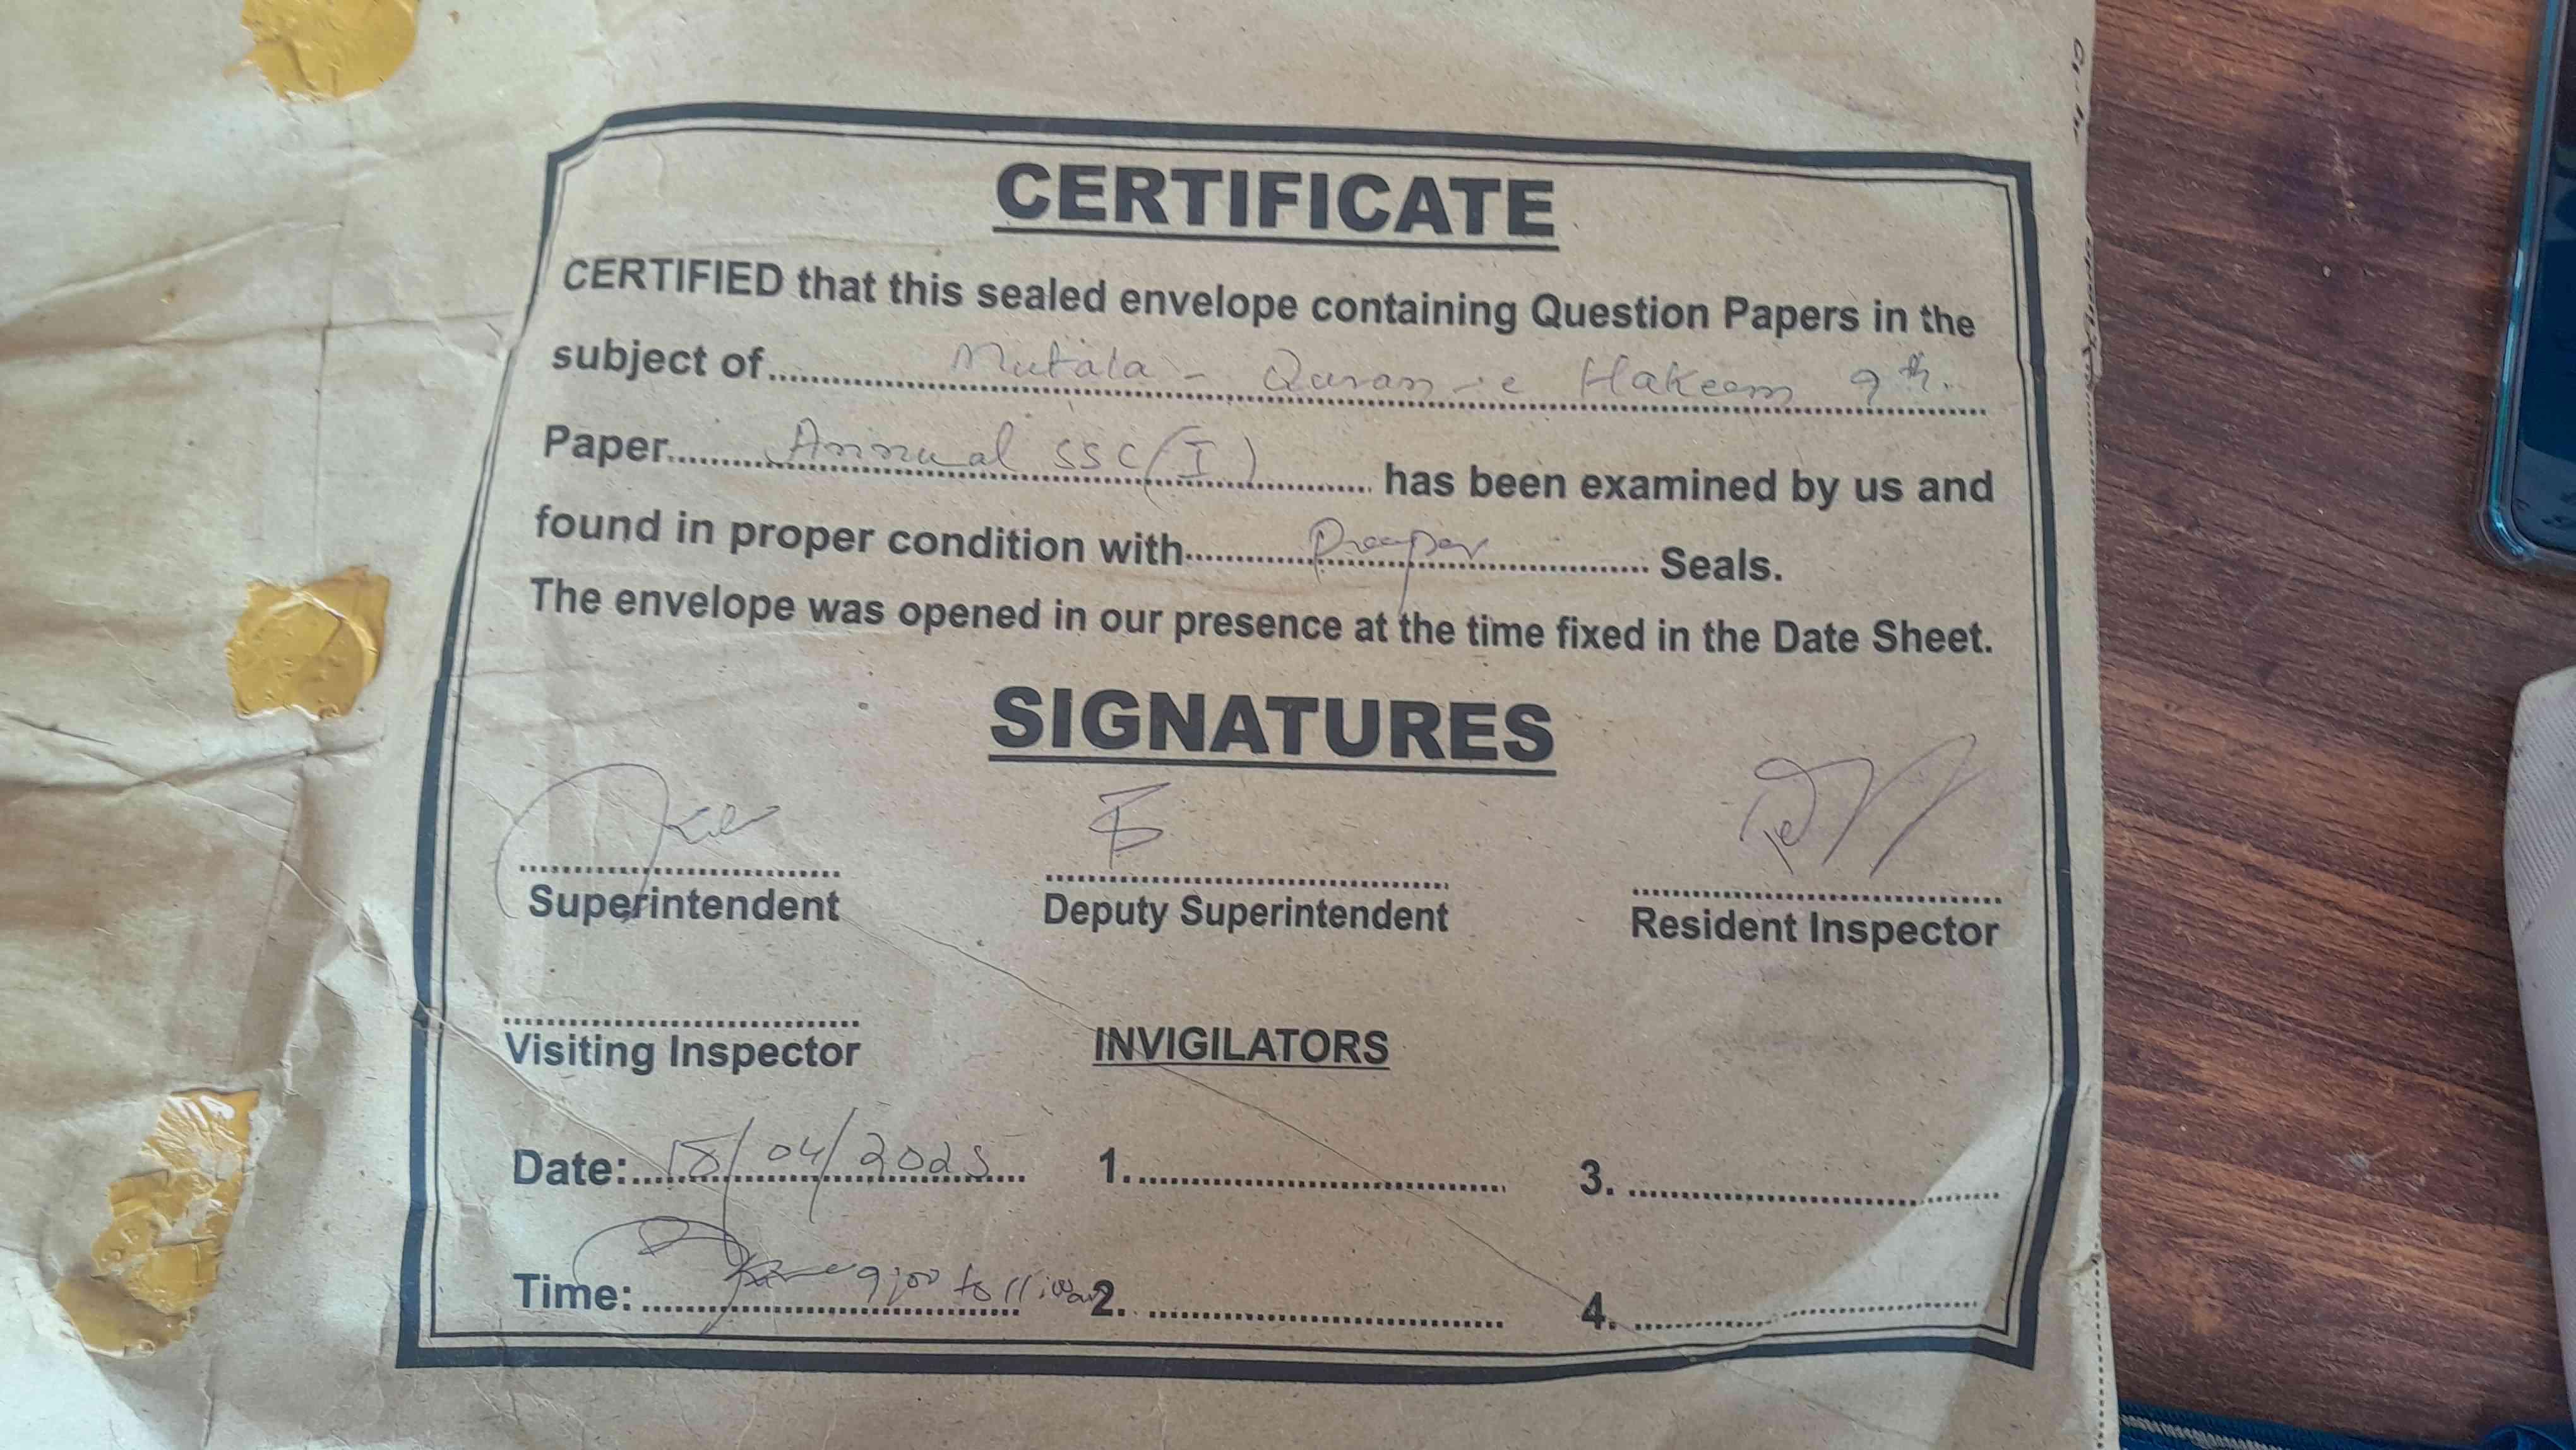 CERTIFICATE
CERTIFIED that this sealed envelope containing Question Papers in the
subject of Mutala - Quran-e Hakeem 9th.
Paper Annual SSC (I) has been examined by us and
found in proper condition with Proper Seals.
The envelope was opened in our presence at the time fixed in the Date Sheet.
SIGNATURES
Superintendent Deputy Superintendent Resident Inspector
Visiting Inspector INVIGILATORS
Date: 18/04/2025 1. 3.
Time: 9:00 to 11:00 am 2. 4.